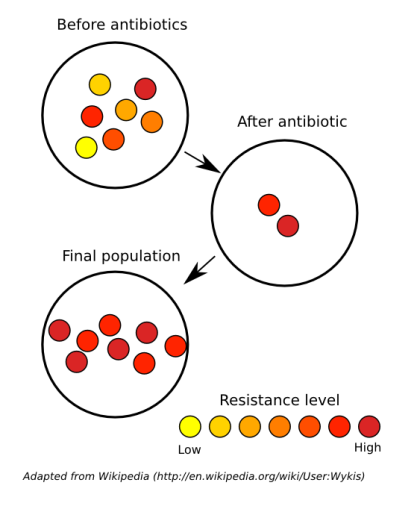 Before antibiotics
After antibiotic
Final population
Resistance level
Low
High
Adapted from Wikipedia (http://en.wikipedia.org/wiki/User:Wykis)